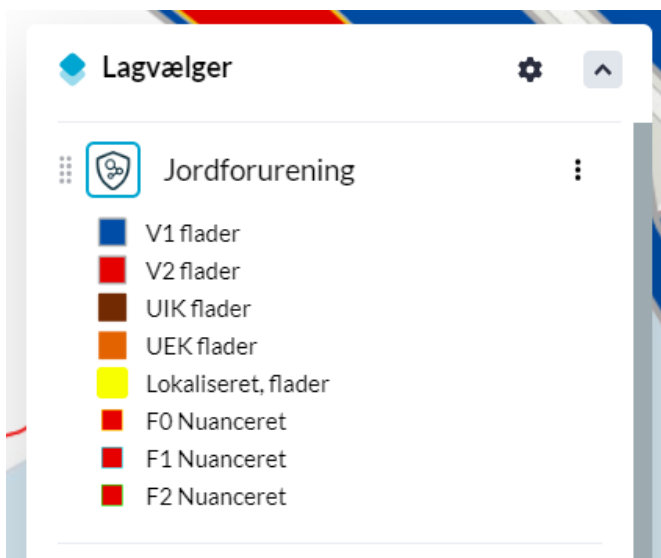 Lagvælger
Jordforurening
V1 flader
V2 flader
UIK flader
UEK flader
Lokaliseret, flader
F0 Nuanceret
F1 Nuanceret
F2 Nuanceret